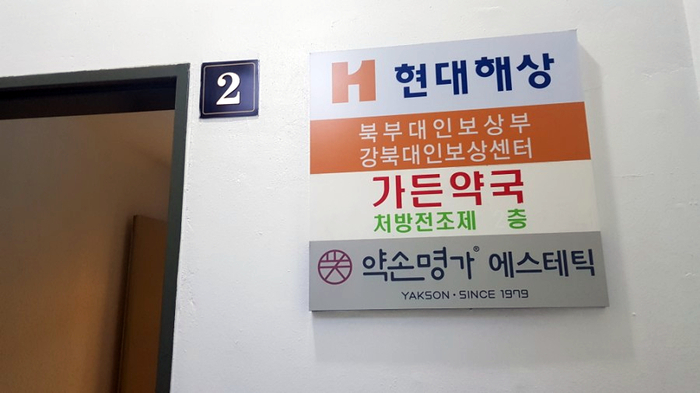 2
H 현대해상
북부대인보상부
강북대인보상센터
가든약국
처방전조제 층
약손명가® 에스테틱
YAKSON · SINCE 1979